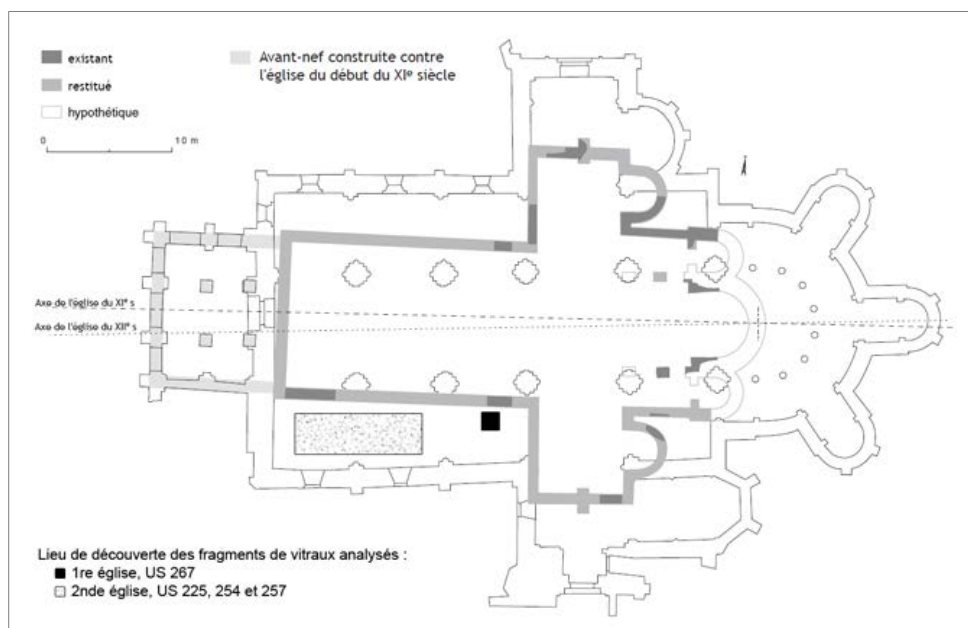 existant
restitué
hypothétique
0 10 m
Avant-nef construite contre
l'église du début du XIᵉ siècle
Axe de l'église du XIᵉ s
Axe de l'église du XIIᵉ s
Lieu de découverte des fragments de vitraux analysés :
1re église, US 267
2nde église, US 225, 254 et 257